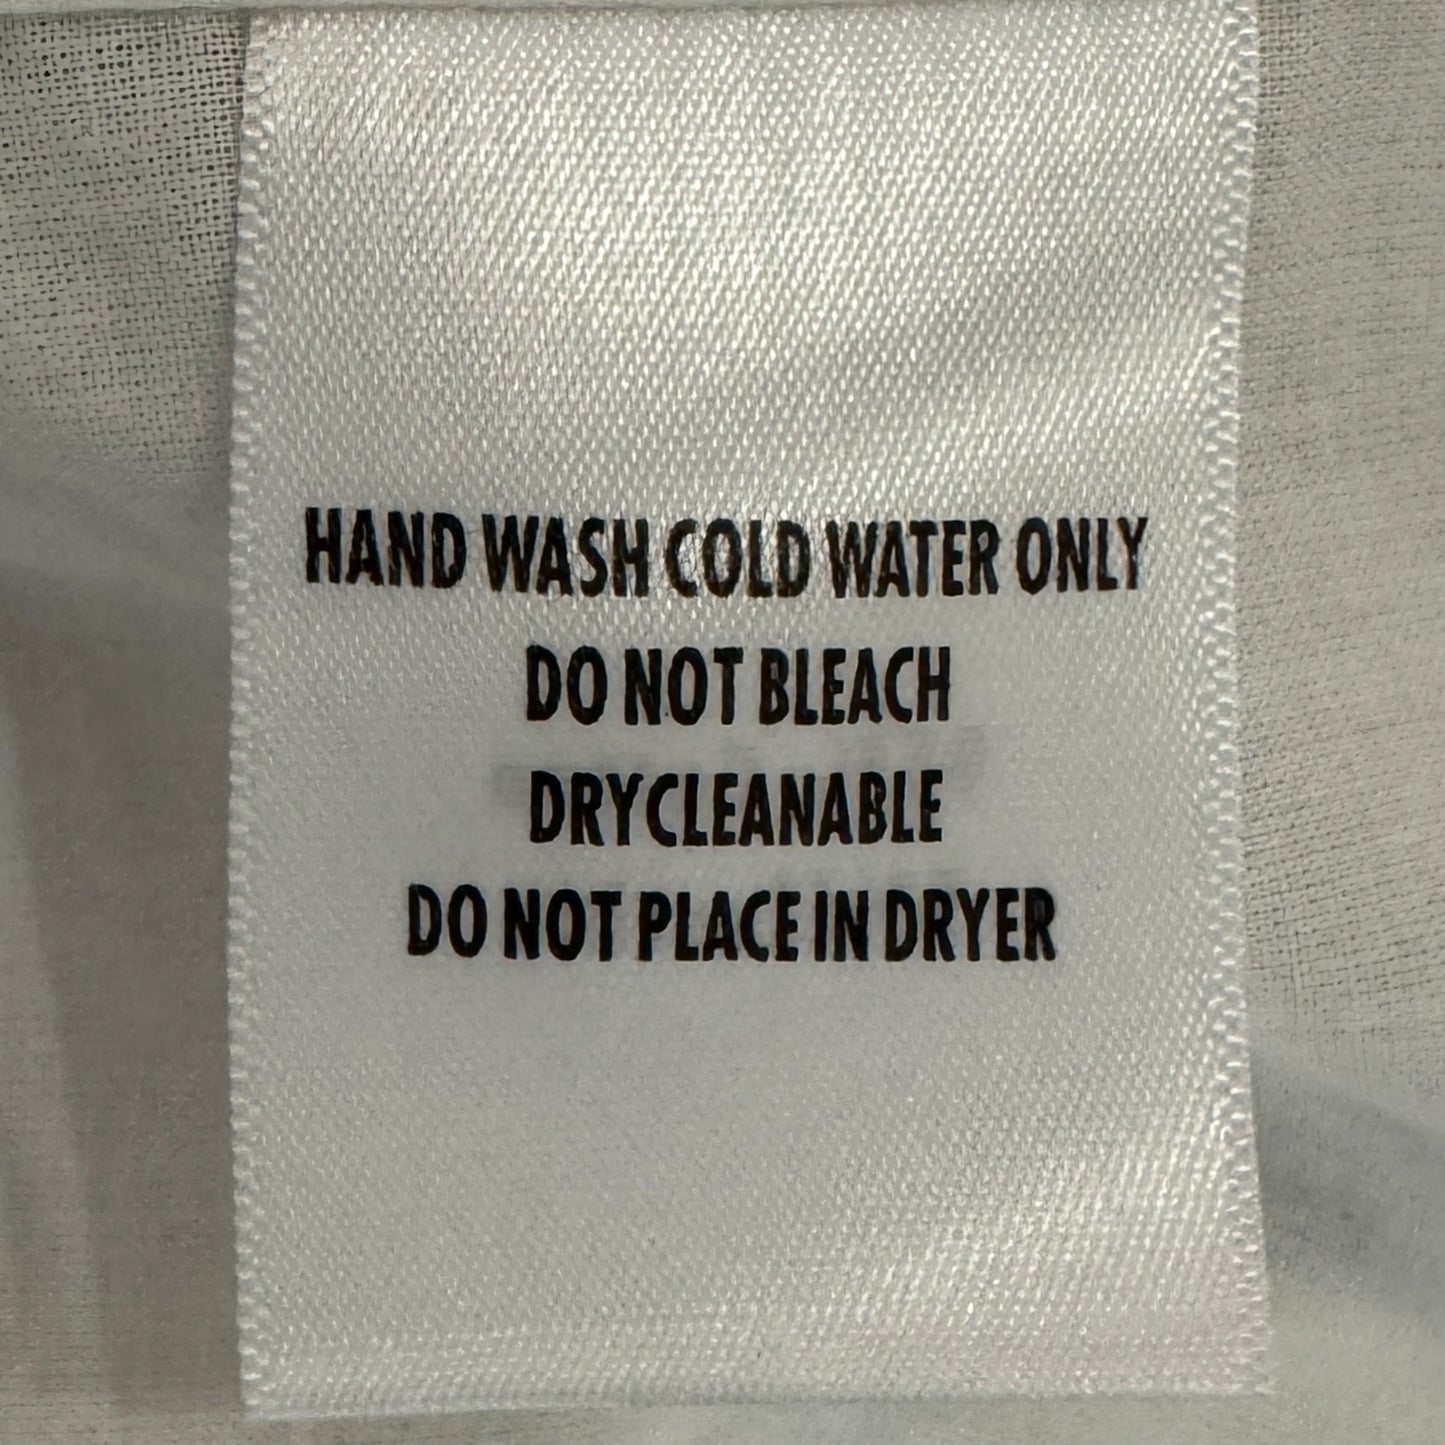 HAND WASH COLD WATER ONLY
DO NOT BLEACH
DRYCLEANABLE
DO NOT PLACE IN DRYER